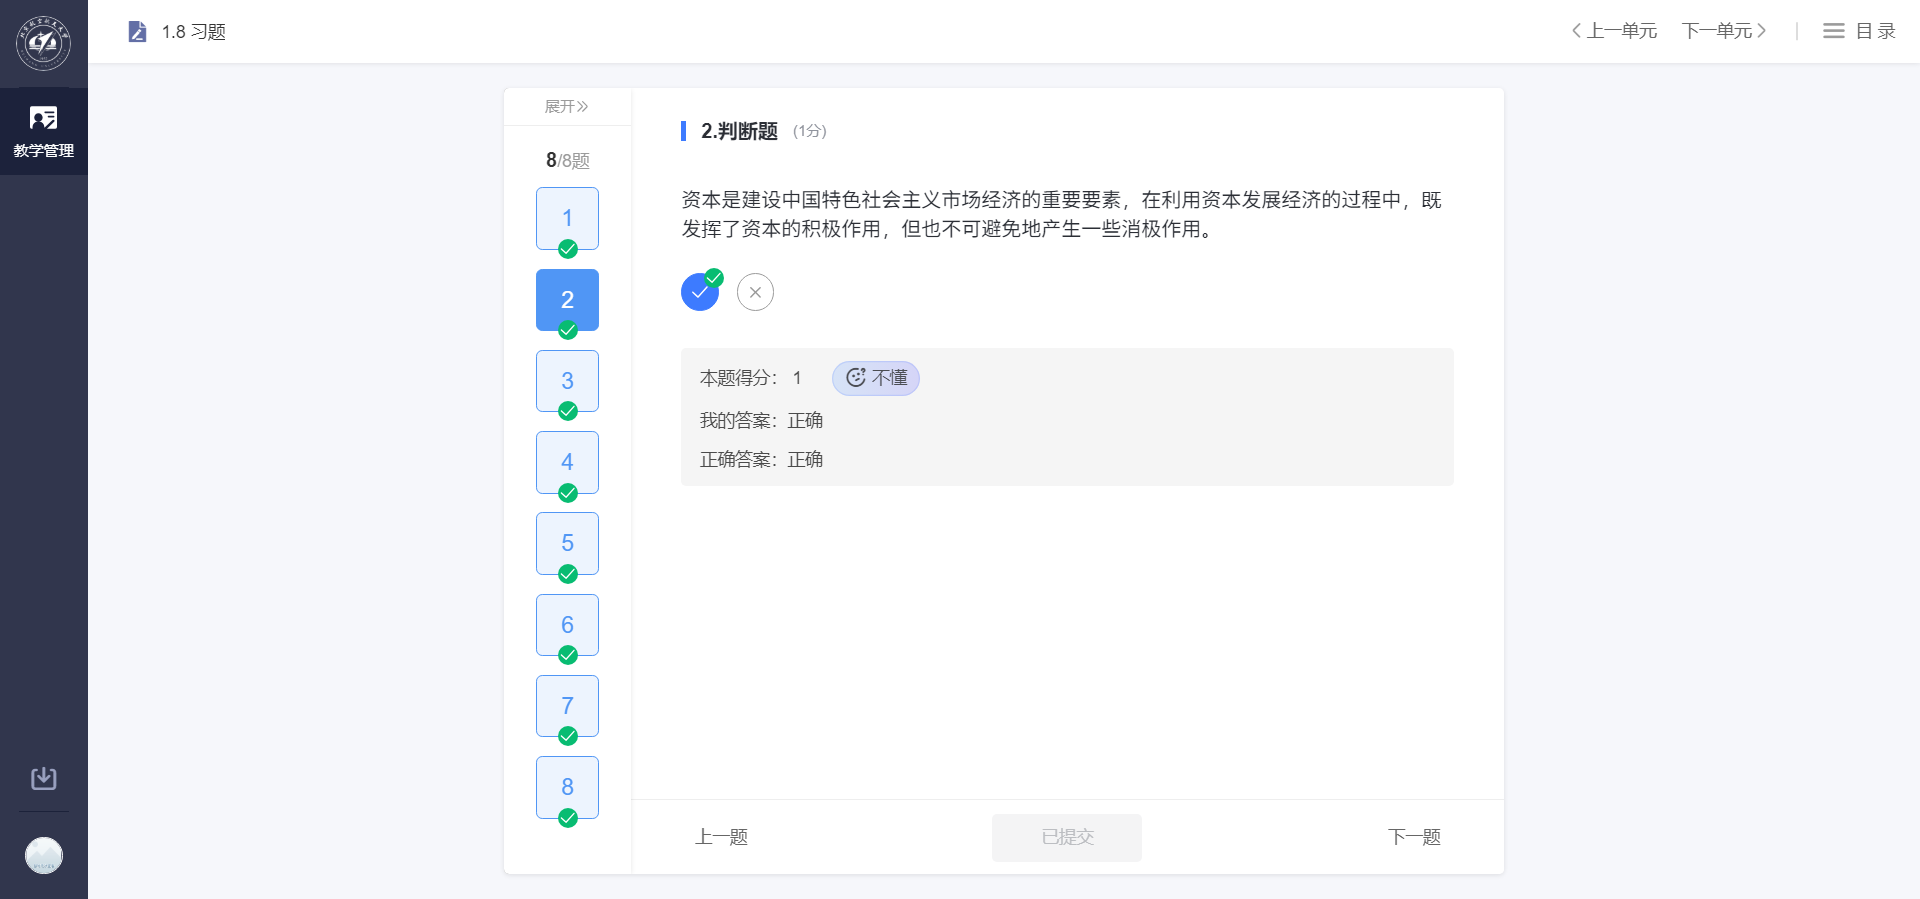 1.8 习题
上一单元
下一单元
目录
教学管理
展开
8/8题
1
2
3
4
5
6
7
8
2.判断题 (1分)
资本是建设中国特色社会主义市场经济的重要要素，在利用资本发展经济的过程中，既
发挥了资本的积极作用，但也不可避免地产生一些消极作用。
本题得分： 1 不懂
我的答案：正确
正确答案：正确
上一题
已提交
下一题